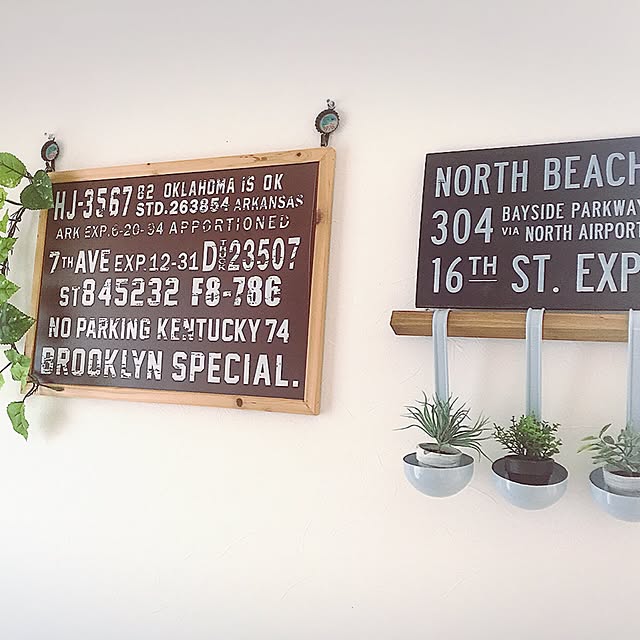 HJ-3567 82 OKLAHOMA iS OK
STD.263854 ARKANSAS
ARK EXP.6-20-94 APPORTIONED
7TH AVE EXP.12-31 DTRUCK23507
ST845232 F8-78C
NO PARKING KENTUCKY 74
BROOKLYN SPECIAL.
NORTH BEACH
304 BAYSIDE PARKWAY
VIA NORTH AIRPORT
16TH ST. EXP